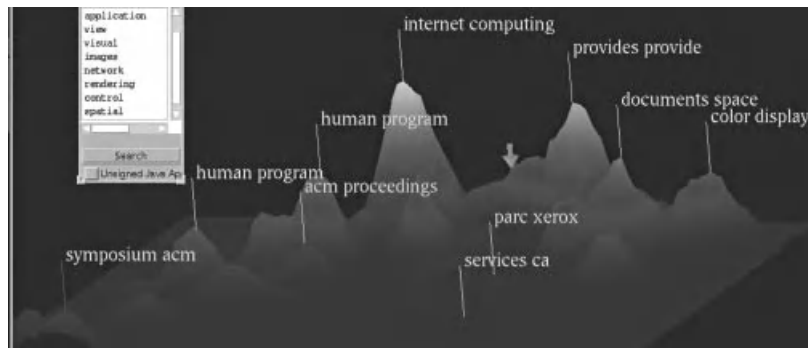 application
view
visual
images
network
rendering
control
spatial
Search
Unsigned Java Ap
internet computing
provides provide
documents space
color display
human program
human program
acm proceedings
parc xerox
symposium acm
services ca